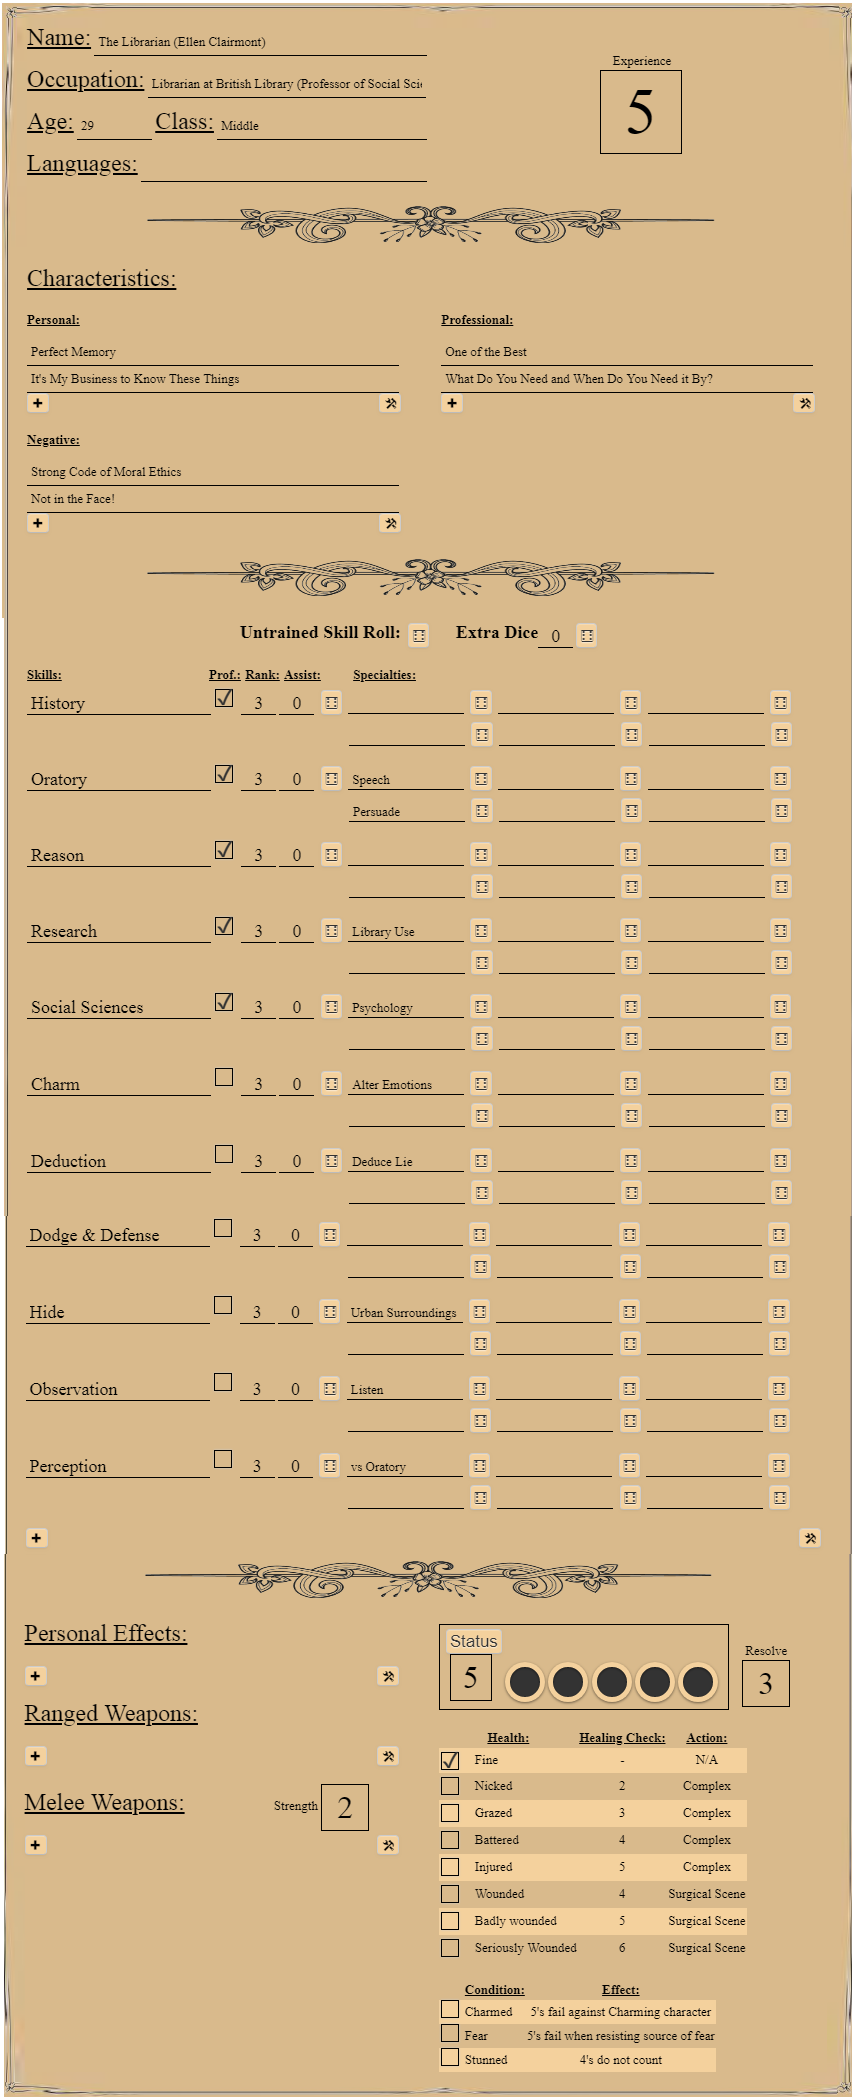 Name: The Librarian (Ellen Clairmont)
Experience
5
Occupation: Librarian at British Library (Professor of Social Scie
Age: 29 Class: Middle
Languages:
Characteristics:
Personal: Professional:
Perfect Memory One of the Best
It's My Business to Know These Things What Do You Need and When Do You Need it By?
Negative:
Strong Code of Moral Ethics
Not in the Face!
Untrained Skill Roll: Extra Dice 0
Skills: Prof.: Rank: Assist: Specialties:
History 3 0
Oratory 3 0 Speech
Persuade
Reason 3 0
Research 3 0 Library Use
Social Sciences 3 0 Psychology
Charm 3 0 Alter Emotions
Deduction 3 0 Deduce Lie
Dodge & Defense 3 0
Hide 3 0 Urban Surroundings
Observation 3 0 Listen
Perception 3 0 vs Oratory
Personal Effects:
Ranged Weapons:
Melee Weapons: Strength 2
Status
5
Resolve
3
Health: Healing Check: Action:
Fine - N/A
Nicked 2 Complex
Grazed 3 Complex
Battered 4 Complex
Injured 5 Complex
Wounded 4 Surgical Scene
Badly wounded 5 Surgical Scene
Seriously Wounded 6 Surgical Scene
Condition: Effect:
Charmed 5's fail against Charming character
Fear 5's fail when resisting source of fear
Stunned 4's do not count